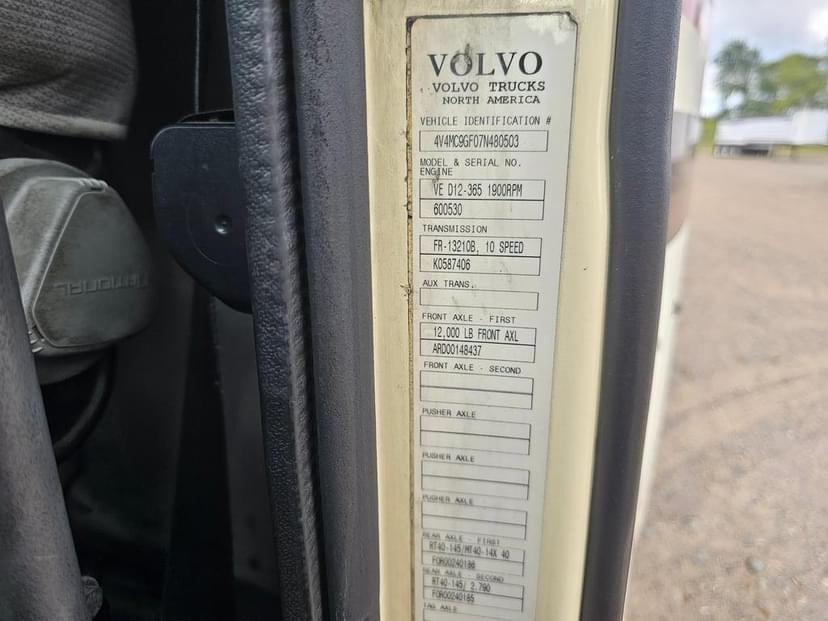 VOLVO
VOLVO TRUCKS
NORTH AMERICA
VEHICLE IDENTIFICATION #
4V4MC9GF07N480503
MODEL & SERIAL NO.
ENGINE
VE D12-365 1900RPM
600530
TRANSMISSION
FR-13210B, 10 SPEED
K0587406
AUX TRANS.
FRONT AXLE - FIRST
12,000 LB FRONT AXL
ARD00148437
FRONT AXLE - SECOND
PUSHER AXLE
PUSHER AXLE
PUSHER AXLE
REAR AXLE - FIRST
RT40-145/MT40-14X 40
FOR00240186
REAR AXLE - SECOND
RT40-145/ 2.790
FOR00240185
TAG AXLE